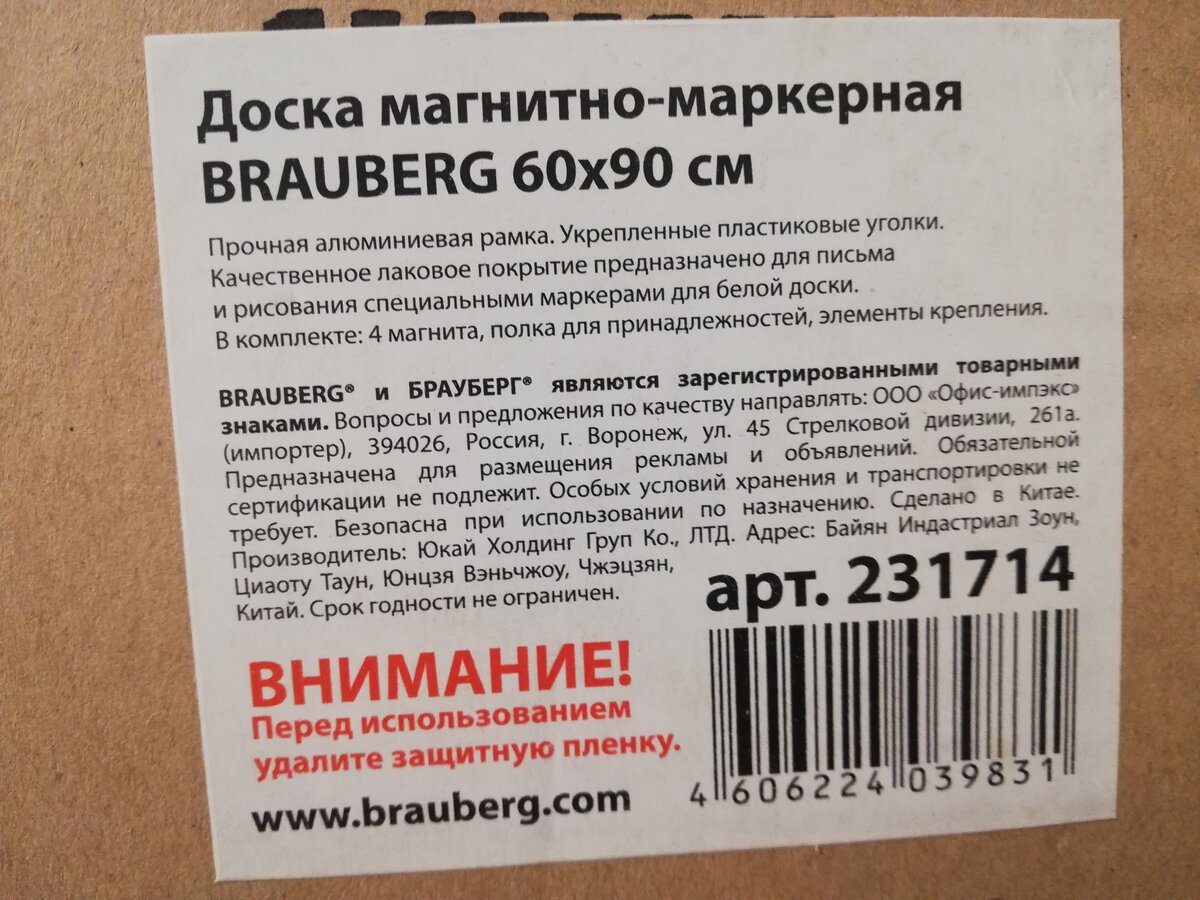 Доска магнитно-маркерная
BRAUBERG 60х90 см
Прочная алюминиевая рамка. Укрепленные пластиковые уголки.
Качественное лаковое покрытие предназначено для письма
и рисования специальными маркерами для белой доски.
В комплекте: 4 магнита, полка для принадлежностей, элементы крепления.
BRAUBERG® и БРАУБЕРГ® являются зарегистрированными товарными
знаками. Вопросы и предложения по качеству направлять: ООО «Офис-импэкс»
(импортер), 394026, Россия, г. Воронеж, ул. 45 Стрелковой дивизии, 261а.
Предназначена для размещения рекламы и объявлений. Обязательной
сертификации не подлежит. Особых условий хранения и транспортировки не
требует. Безопасна при использовании по назначению. Сделано в Китае.
Производитель: Юкай Холдинг Груп Ко., ЛТД. Адрес: Байян Индастриал Зоун,
Циаоту Таун, Юнцзя Вэньчжоу, Чжэцзян,
Китай. Срок годности не ограничен.
арт. 231714
ВНИМАНИЕ!
Перед использованием
удалите защитную пленку.
www.brauberg.com
4 606224 039831